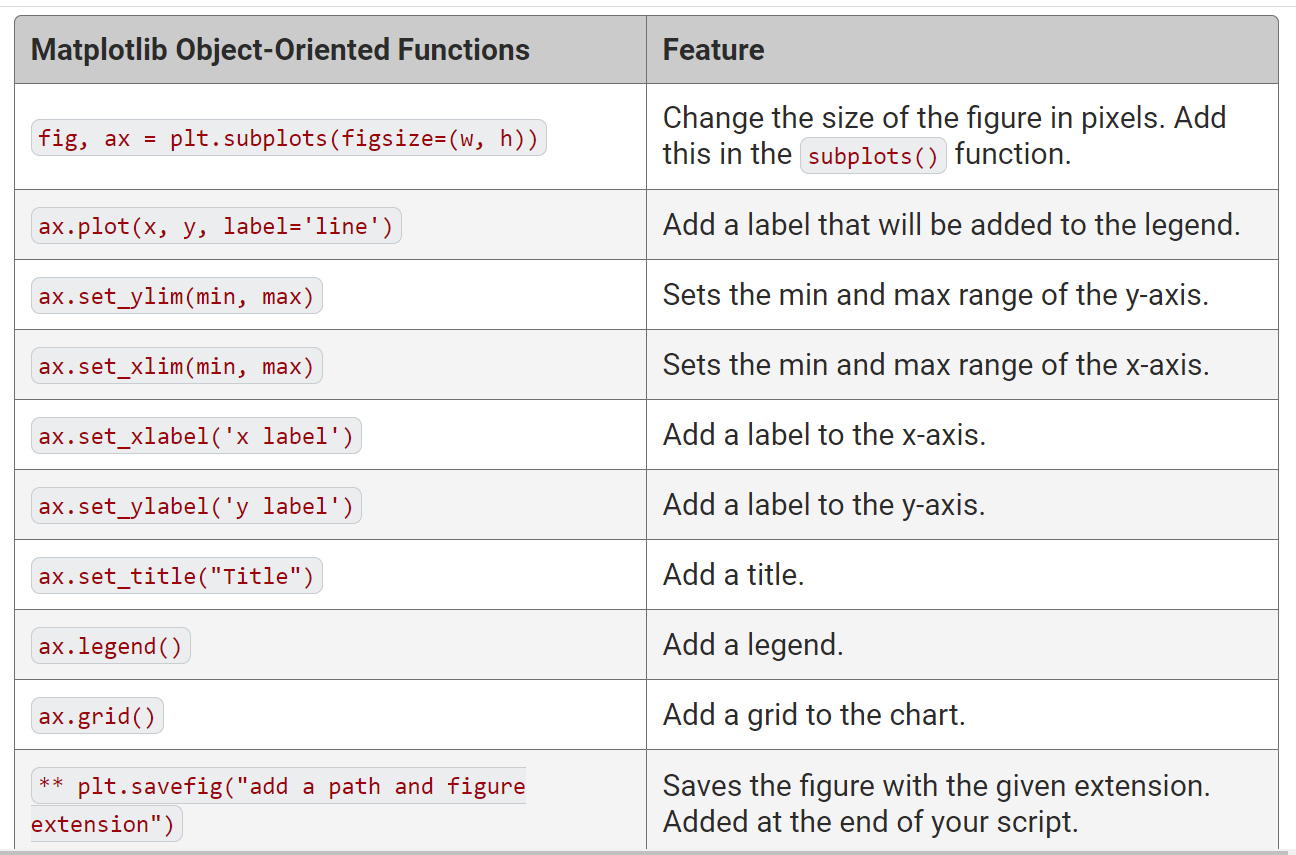 Matplotlib Object-Oriented Functions
Feature
fig, ax = plt.subplots(figsize=(w, h))
Change the size of the figure in pixels. Add
this in the subplots() function.
ax.plot(x, y, label='line')
Add a label that will be added to the legend.
ax.set_ylim(min, max)
Sets the min and max range of the y-axis.
ax.set_xlim(min, max)
Sets the min and max range of the x-axis.
ax.set_xlabel('x label')
Add a label to the x-axis.
ax.set_ylabel('y label')
Add a label to the y-axis.
ax.set_title("Title")
Add a title.
ax.legend()
Add a legend.
ax.grid()
Add a grid to the chart.
** plt.savefig("add a path and figure
extension")
Saves the figure with the given extension.
Added at the end of your script.